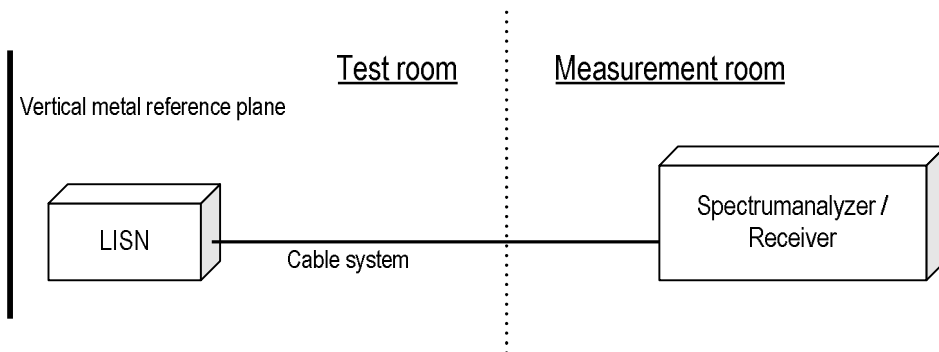 Test room
Measurement room
Vertical metal reference plane
LISN
Cable system
Spectrumanalyzer /
Receiver